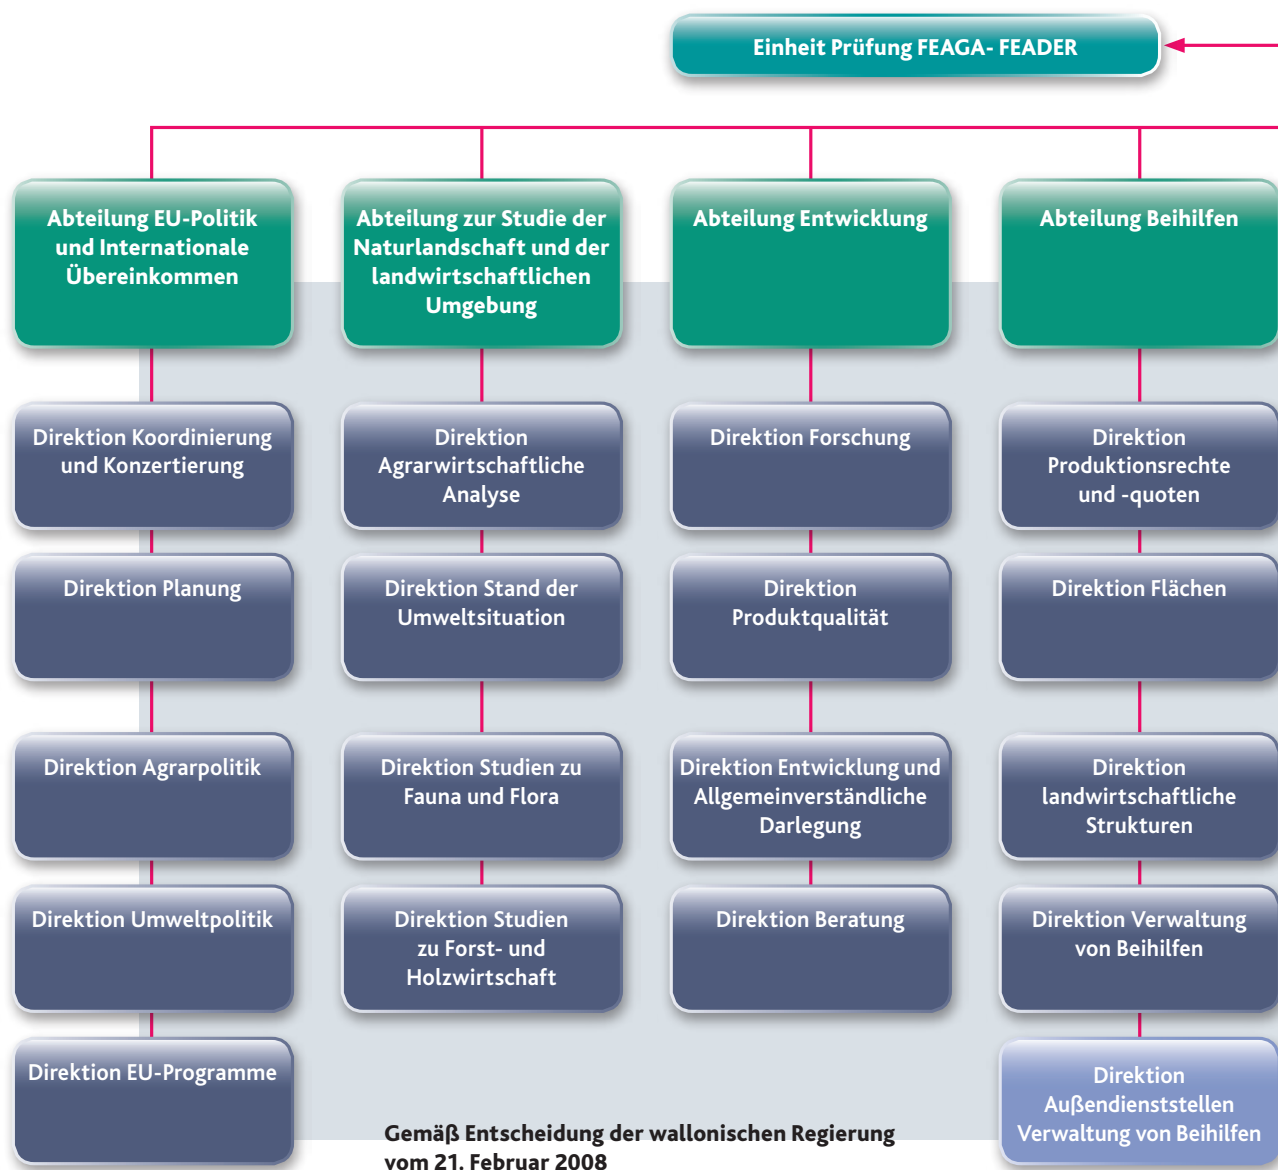 Einheit Prüfung FEAGA- FEADER
Abteilung EU-Politik
und Internationale
Übereinkommen
Abteilung zur Studie der
Naturlandschaft und der
landwirtschaftlichen
Umgebung
Abteilung Entwicklung
Abteilung Beihilfen
Direktion Koordinierung
und Konzertierung
Direktion
Agrarwirtschaftliche
Analyse
Direktion Forschung
Direktion
Produktionsrechte
und -quoten
Direktion Planung
Direktion Stand der
Umweltsituation
Direktion
Produktqualität
Direktion Flächen
Direktion Agrarpolitik
Direktion Studien zu
Fauna und Flora
Direktion Entwicklung und
Allgemeinverständliche
Darlegung
Direktion
landwirtschaftliche
Strukturen
Direktion Umweltpolitik
Direktion Studien
zu Forst- und
Holzwirtschaft
Direktion Beratung
Direktion Verwaltung
von Beihilfen
Direktion EU-Programme
Direktion
Außendienststellen
Verwaltung von Beihilfen
Gemäß Entscheidung der wallonischen Regierung
vom 21. Februar 2008